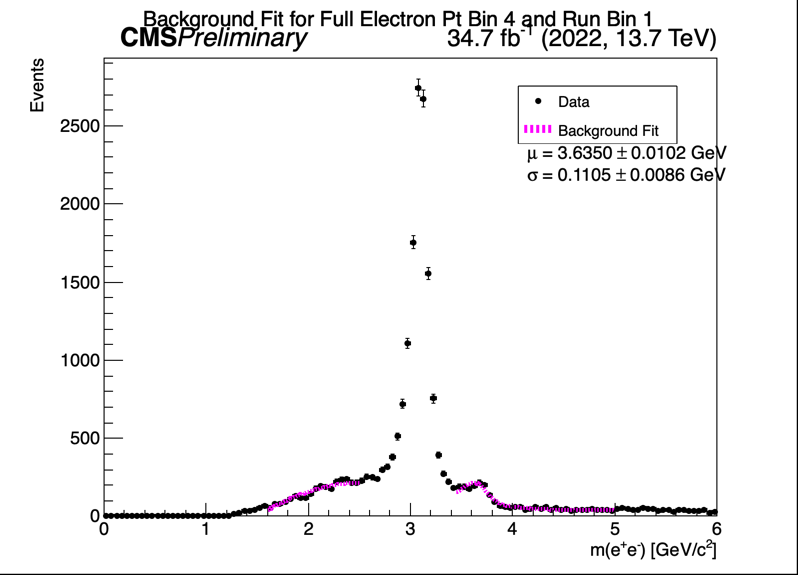 Background Fit for Full Electron Pt Bin 4 and Run Bin 1
CMS Preliminary 34.7 fb⁻¹ (2022, 13.7 TeV)
Events
2500
2000
1500
1000
500
0
Data
Background Fit
μ = 3.6350 ± 0.0102 GeV
σ = 0.1105 ± 0.0086 GeV
0 1 2 3 4 5 6
m(e⁺e⁻) [GeV/c²]